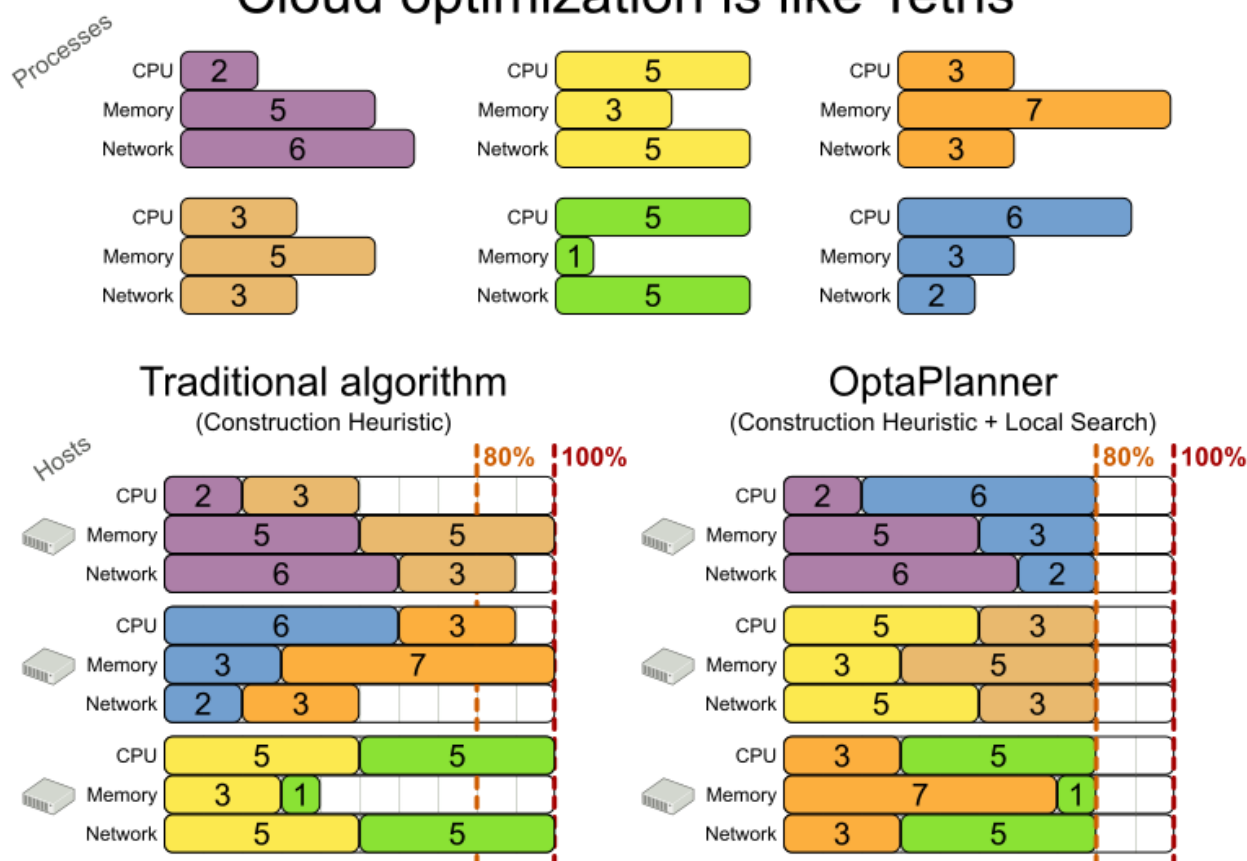 Cloud optimization is like Tetris
Processes
CPU 2
Memory 5
Network 6
CPU 5
Memory 3
Network 5
CPU 3
Memory 7
Network 3
CPU 3
Memory 5
Network 3
CPU 5
Memory 1
Network 5
CPU 6
Memory 3
Network 2
Traditional algorithm
(Construction Heuristic)
Hosts
80% 100%
CPU 2 3
Memory 5 5
Network 6 3
CPU 6 3
Memory 3 7
Network 2 3
CPU 5 5
Memory 3 1
Network 5 5
OptaPlanner
(Construction Heuristic + Local Search)
80% 100%
CPU 2 6
Memory 5 3
Network 6 2
CPU 5 3
Memory 3 5
Network 5 3
CPU 3 5
Memory 7 1
Network 3 5